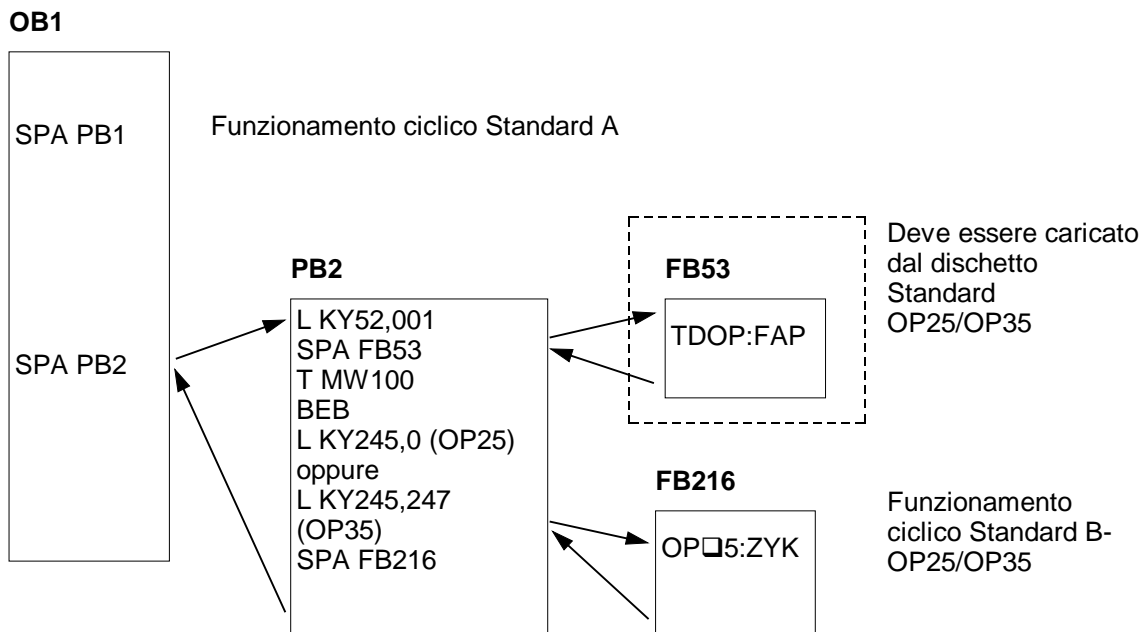 OB1
SPA PB1
Funzionamento ciclico Standard A
SPA PB2
PB2
L KY52,001
SPA FB53
T MW100
BEB
L KY245,0 (OP25)
oppure
L KY245,247
(OP35)
SPA FB216
FB53
TDOP:FAP
Deve essere caricato
dal dischetto
Standard
OP25/OP35
FB216
OP❑5:ZYK
Funzionamento
ciclico Standard B-
OP25/OP35